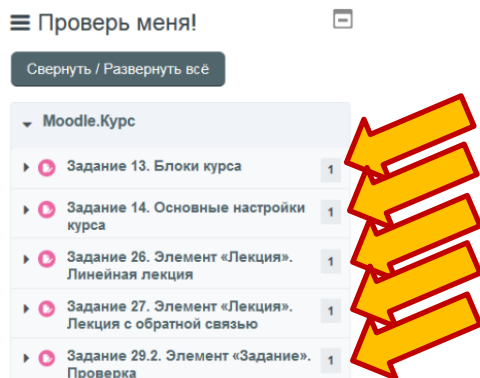 Проверь меня!
Свернуть / Развернуть всё
Moodle.Курс
Задание 13. Блоки курса 1
Задание 14. Основные настройки 1
курса
Задание 26. Элемент «Лекция». 1
Линейная лекция
Задание 27. Элемент «Лекция». 1
Лекция с обратной связью
Задание 29.2. Элемент «Задание». 1
Проверка